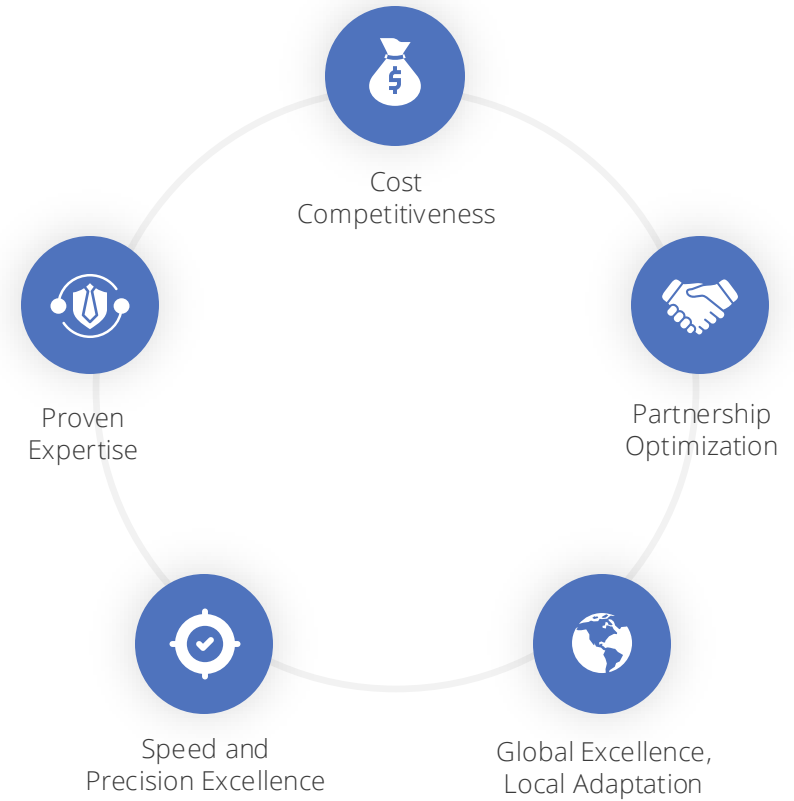 $
Cost
Competitiveness
Proven
Expertise
Partnership
Optimization
Speed and
Precision Excellence
Global Excellence,
Local Adaptation